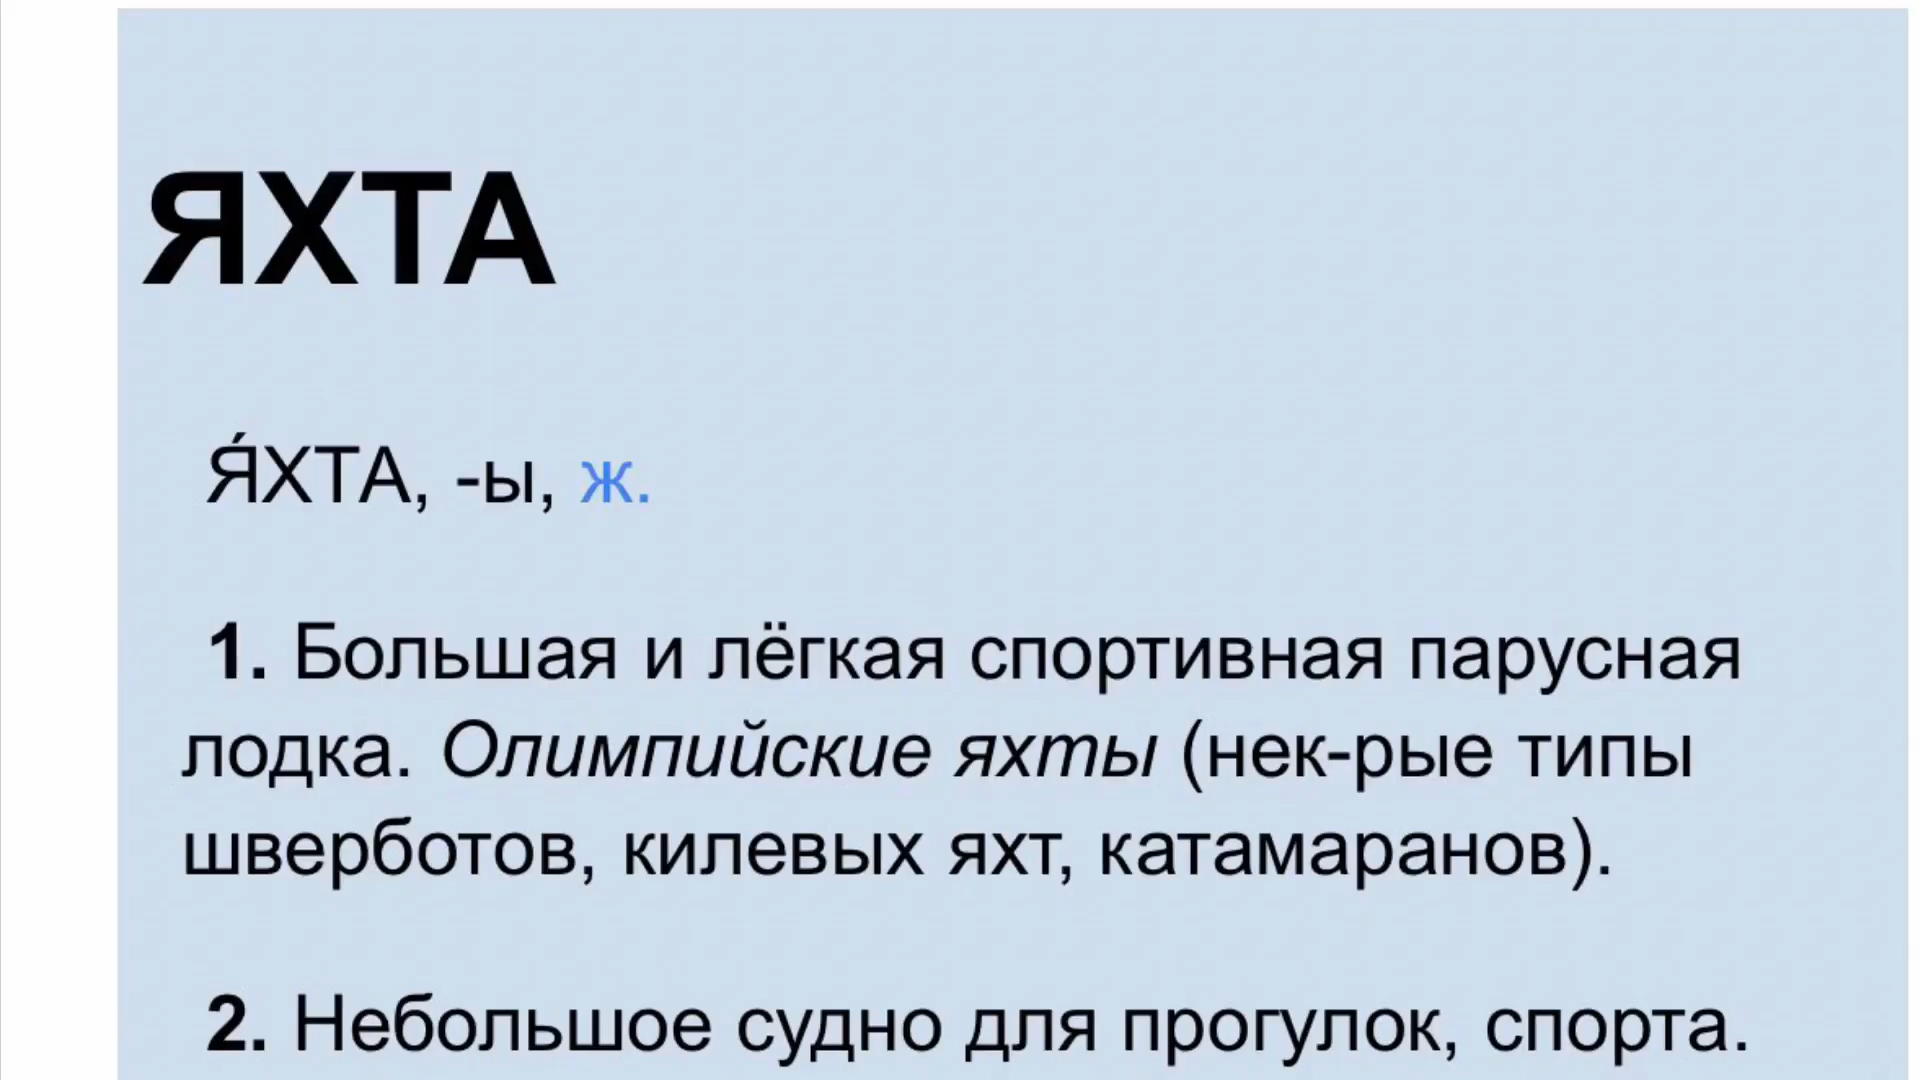 ЯХТА
Я́ХТА, -ы, ж.
1. Большая и лёгкая спортивная парусная
лодка. Олимпийские яхты (нек-рые типы
швертботов, килевых яхт, катамаранов).
2. Небольшое судно для прогулок, спорта.